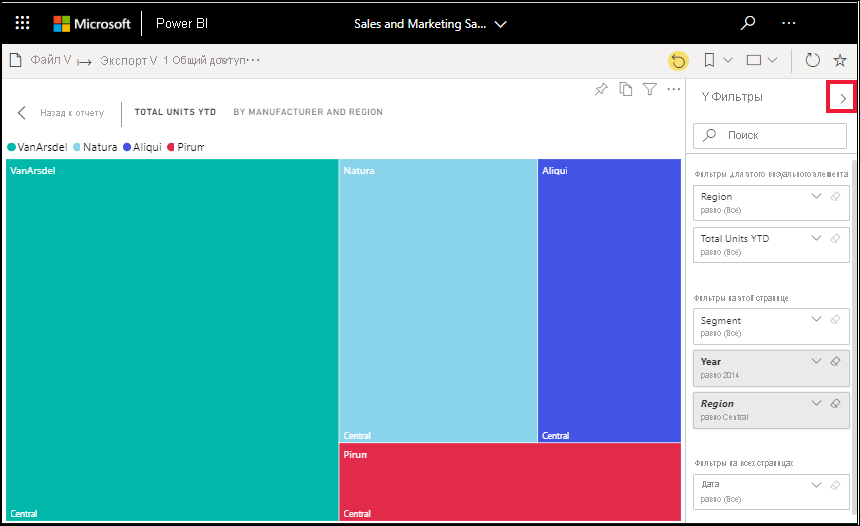 Microsoft Power BI Sales and Marketing Sa...
Файл V Экспорт V 1 Общий доступ...
Назад к отчету TOTAL UNITS YTD BY MANUFACTURER AND REGION
VanArsdel Natura Aliqui Pirum
VanArsdel
Central
Natura
Central
Aliqui
Central
Pirum
Central
Y Фильтры
Поиск
Фильтры для этого визуального элемента
Region
равно (Все)
Total Units YTD
равно (Все)
Фильтры на этой странице
Segment
равно (Все)
Year
равно 2014
Region
равно Central
Фильтры на всех страницах
Дата
равно (Все)